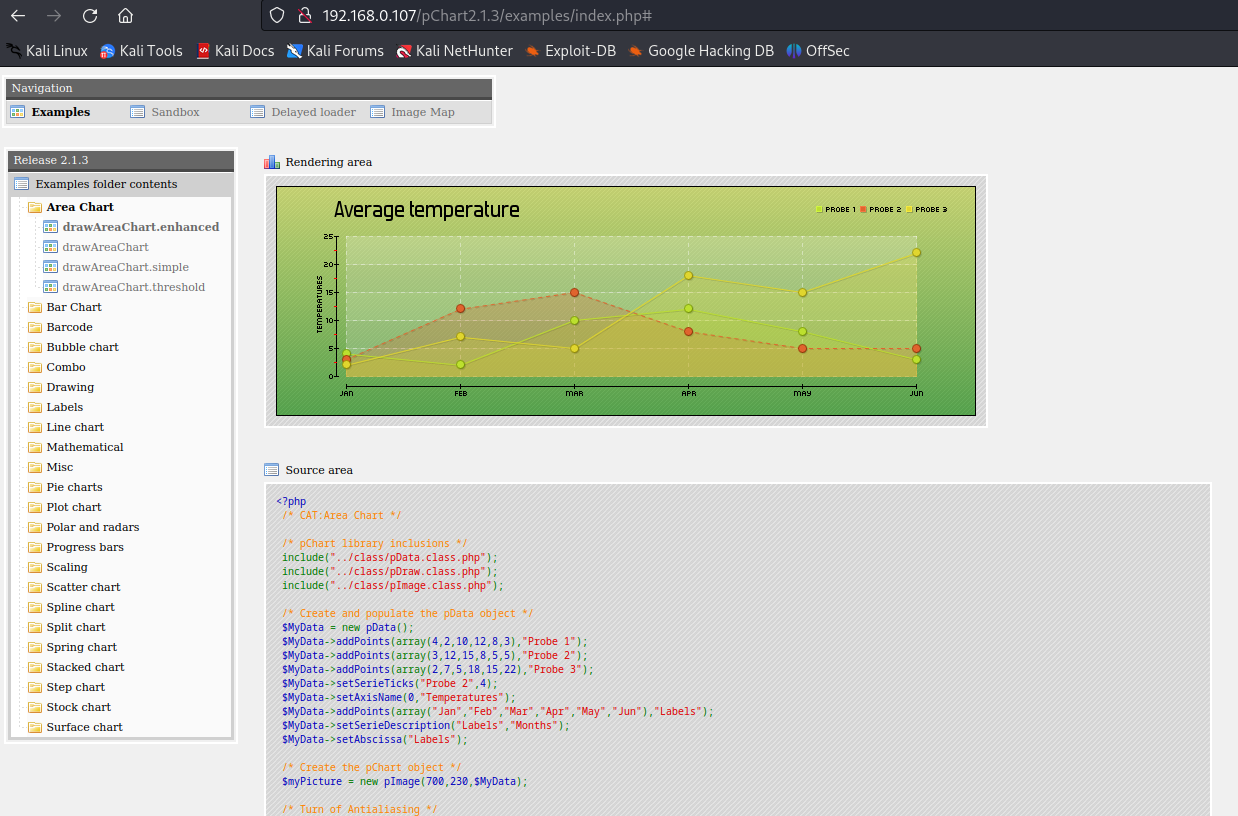 192.168.0.107/pChart2.1.3/examples/index.php#
Kali Linux Kali Tools Kali Docs Kali Forums Kali NetHunter Exploit-DB Google Hacking DB OffSec
Navigation
Examples Sandbox Delayed loader Image Map
Release 2.1.3
Examples folder contents
Area Chart
drawAreaChart.enhanced
drawAreaChart
drawAreaChart.simple
drawAreaChart.threshold
Bar Chart
Barcode
Bubble chart
Combo
Drawing
Labels
Line chart
Mathematical
Misc
Pie charts
Plot chart
Polar and radars
Progress bars
Scaling
Scatter chart
Spline chart
Split chart
Spring chart
Stacked chart
Step chart
Stock chart
Surface chart
Rendering area
Average temperature
PROBE 1 PROBE 2 PROBE 3
TEMPERATURES
25
20
15
10
5
0
JAN FEB MAR APR MAY JUN
Source area
<?php
/* CAT:Area Chart */
/* pChart library inclusions */
include("../class/pData.class.php");
include("../class/pDraw.class.php");
include("../class/pImage.class.php");
/* Create and populate the pData object */
$MyData = new pData();
$MyData->addPoints(array(4,2,10,12,8,3),"Probe 1");
$MyData->addPoints(array(3,12,15,8,5,5),"Probe 2");
$MyData->addPoints(array(2,7,5,18,15,22),"Probe 3");
$MyData->setSerieTicks("Probe 2",4);
$MyData->setAxisName(0,"Temperatures");
$MyData->addPoints(array("Jan","Feb","Mar","Apr","May","Jun"),"Labels");
$MyData->setSerieDescription("Labels","Months");
$MyData->setAbscissa("Labels");
/* Create the pChart object */
$myPicture = new pImage(700,230,$MyData);
/* Turn of Antialiasing */